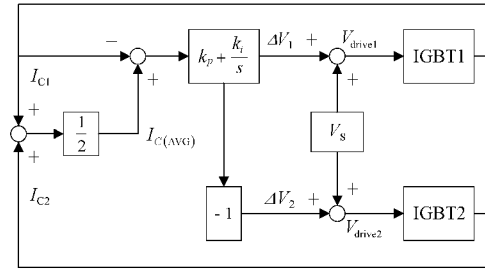 − k_p + k_i/s ΔV_1 + V_drive1 IGBT1
I_C1 + +
+ 1/2 I_C(AVG) V_S
+
I_C2 - 1 ΔV_2 + + V_drive2 IGBT2